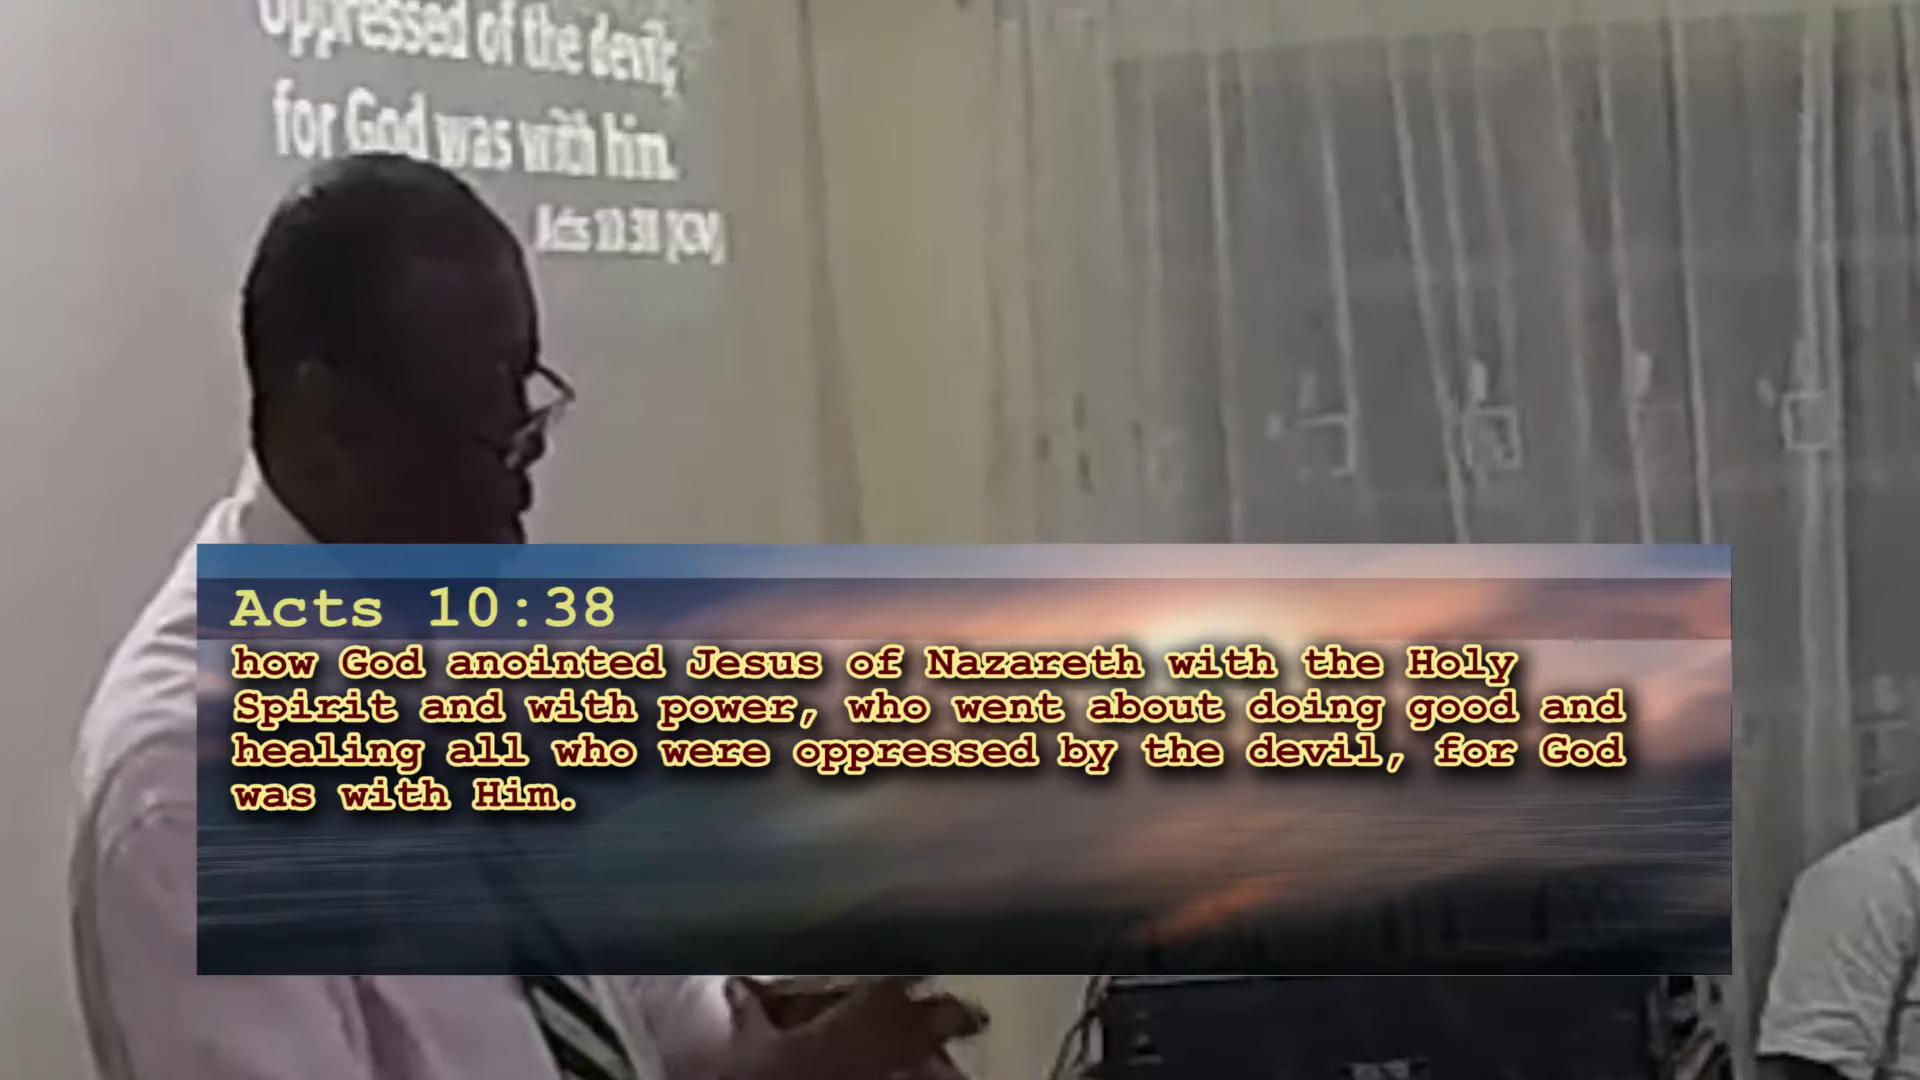 oppressed of the devil;
for God was with him.
Acts 10:38 [KJV]
Acts 10:38
how God anointed Jesus of Nazareth with the Holy
Spirit and with power, who went about doing good and
healing all who were oppressed by the devil, for God
was with Him.